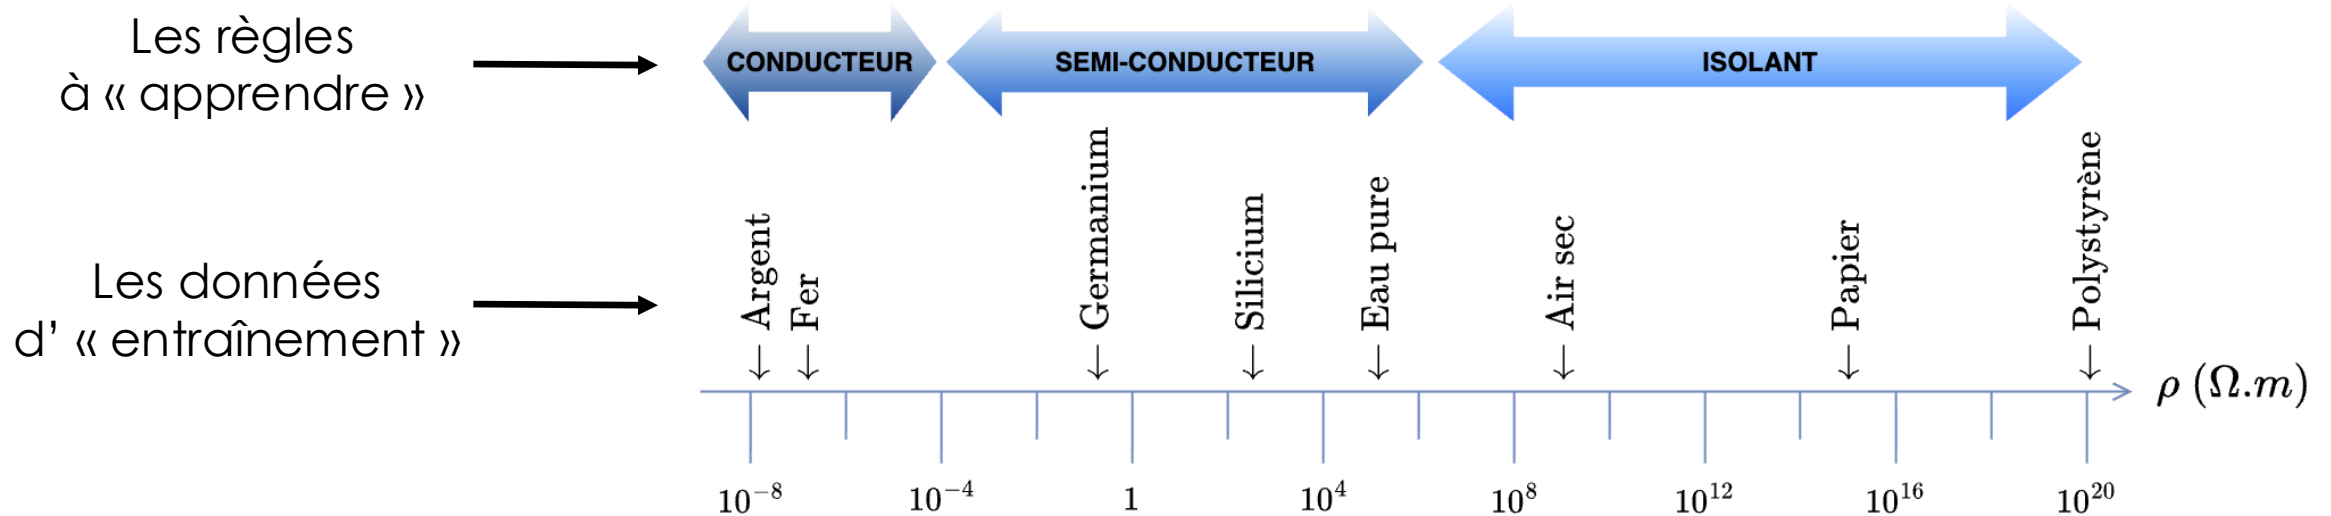 Les règles
à « apprendre »
CONDUCTEUR
SEMI-CONDUCTEUR
ISOLANT
Les données
d’ « entraînement »
Argent
Fer
Germanium
Silicium
Eau pure
Air sec
Papier
Polystyrène
ρ (Ω.m)
10⁻⁸
10⁻⁴
1
10⁴
10⁸
10¹²
10¹⁶
10²⁰